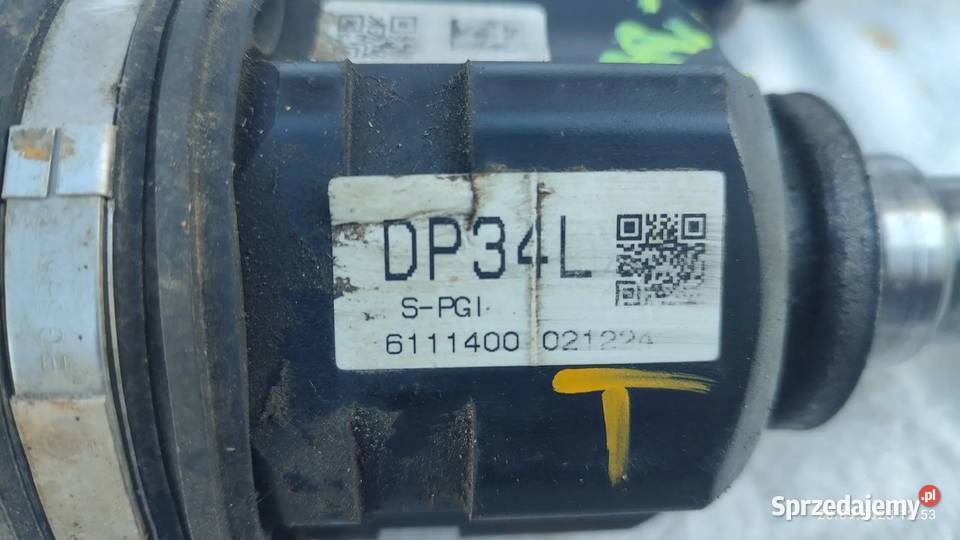 DP34L
S-PGI
6111400 021224
T
Sprzedajemy.pl